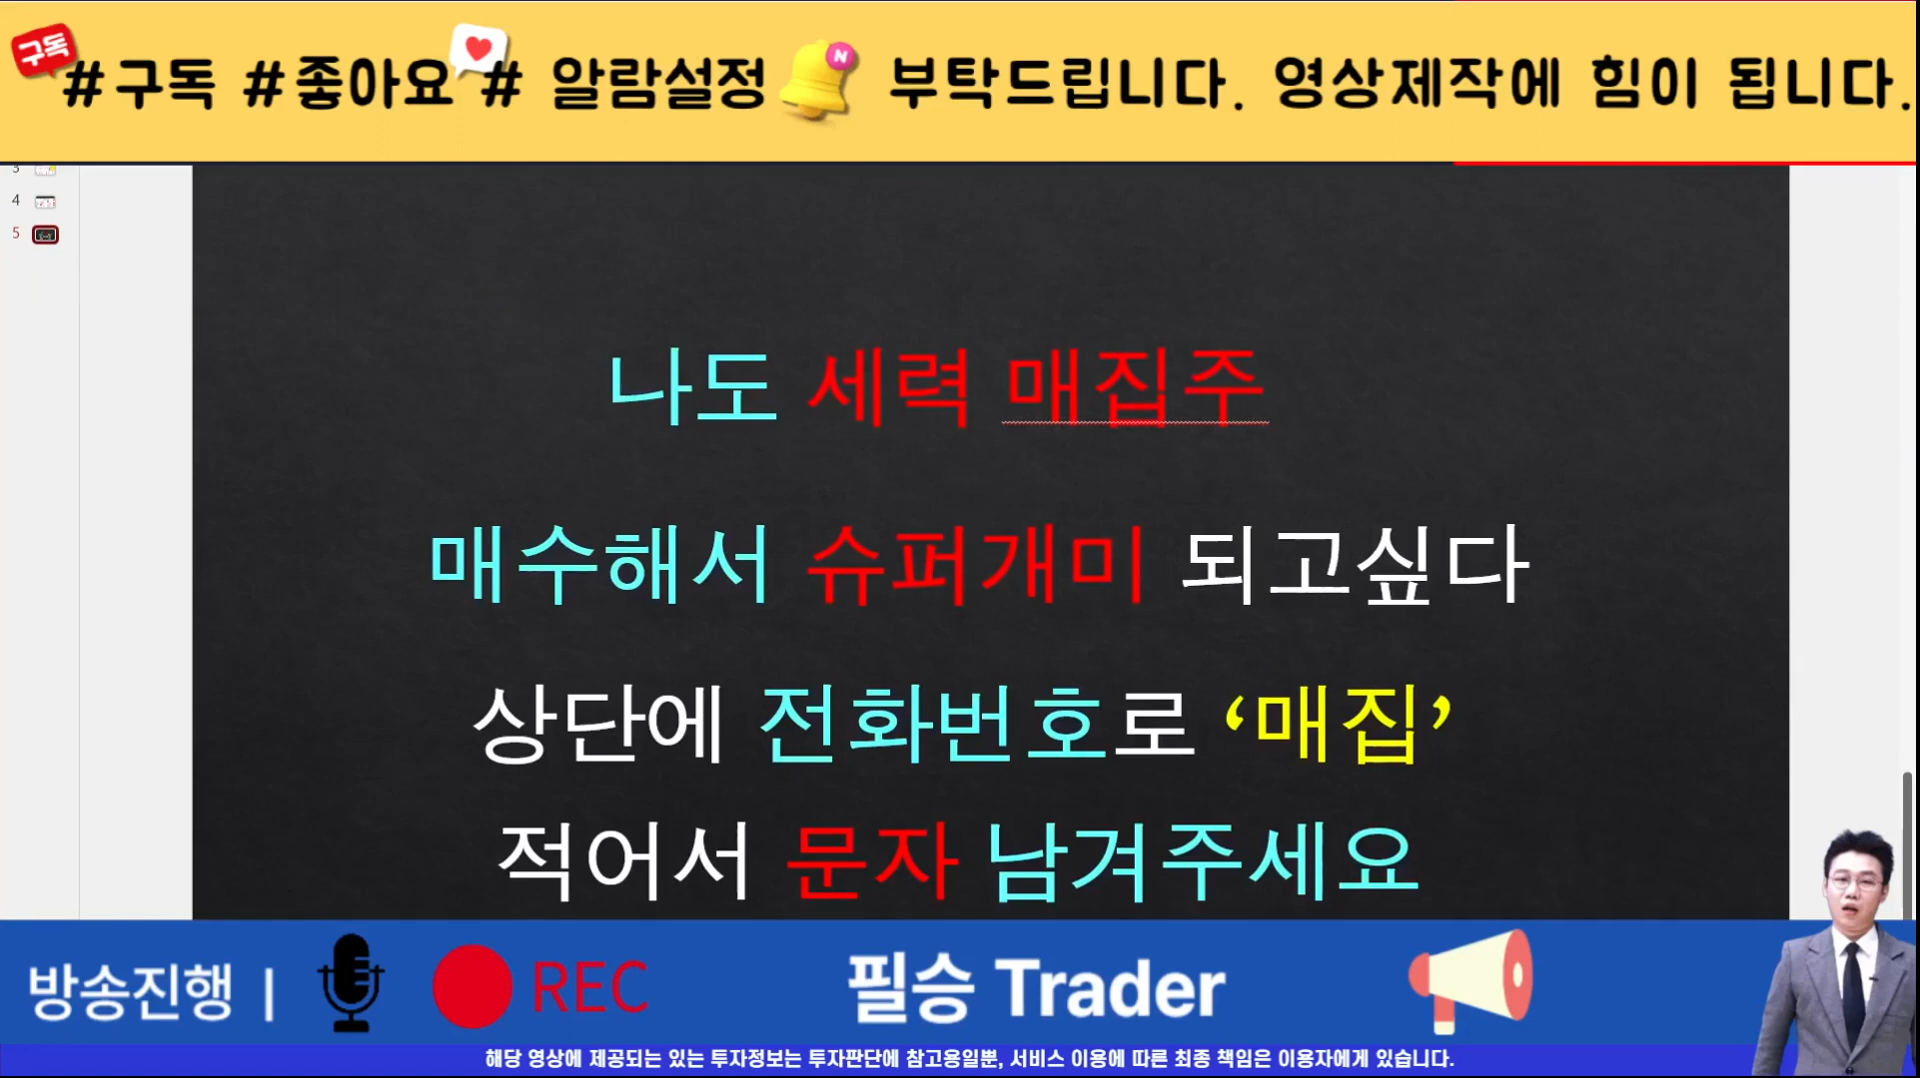 구독
#구독 #좋아요 # 알람설정 N 부탁드립니다. 영상제작에 힘이 됩니다.
3
4
5
나도 세력 매집주
매수해서 슈퍼개미 되고싶다
상단에 전화번호로 ‘매집’
적어서 문자 남겨주세요
방송진행 | REC 필승 Trader
해당 영상에 제공되는 있는 투자정보는 투자판단에 참고용일뿐, 서비스 이용에 따른 최종 책임은 이용자에게 있습니다.